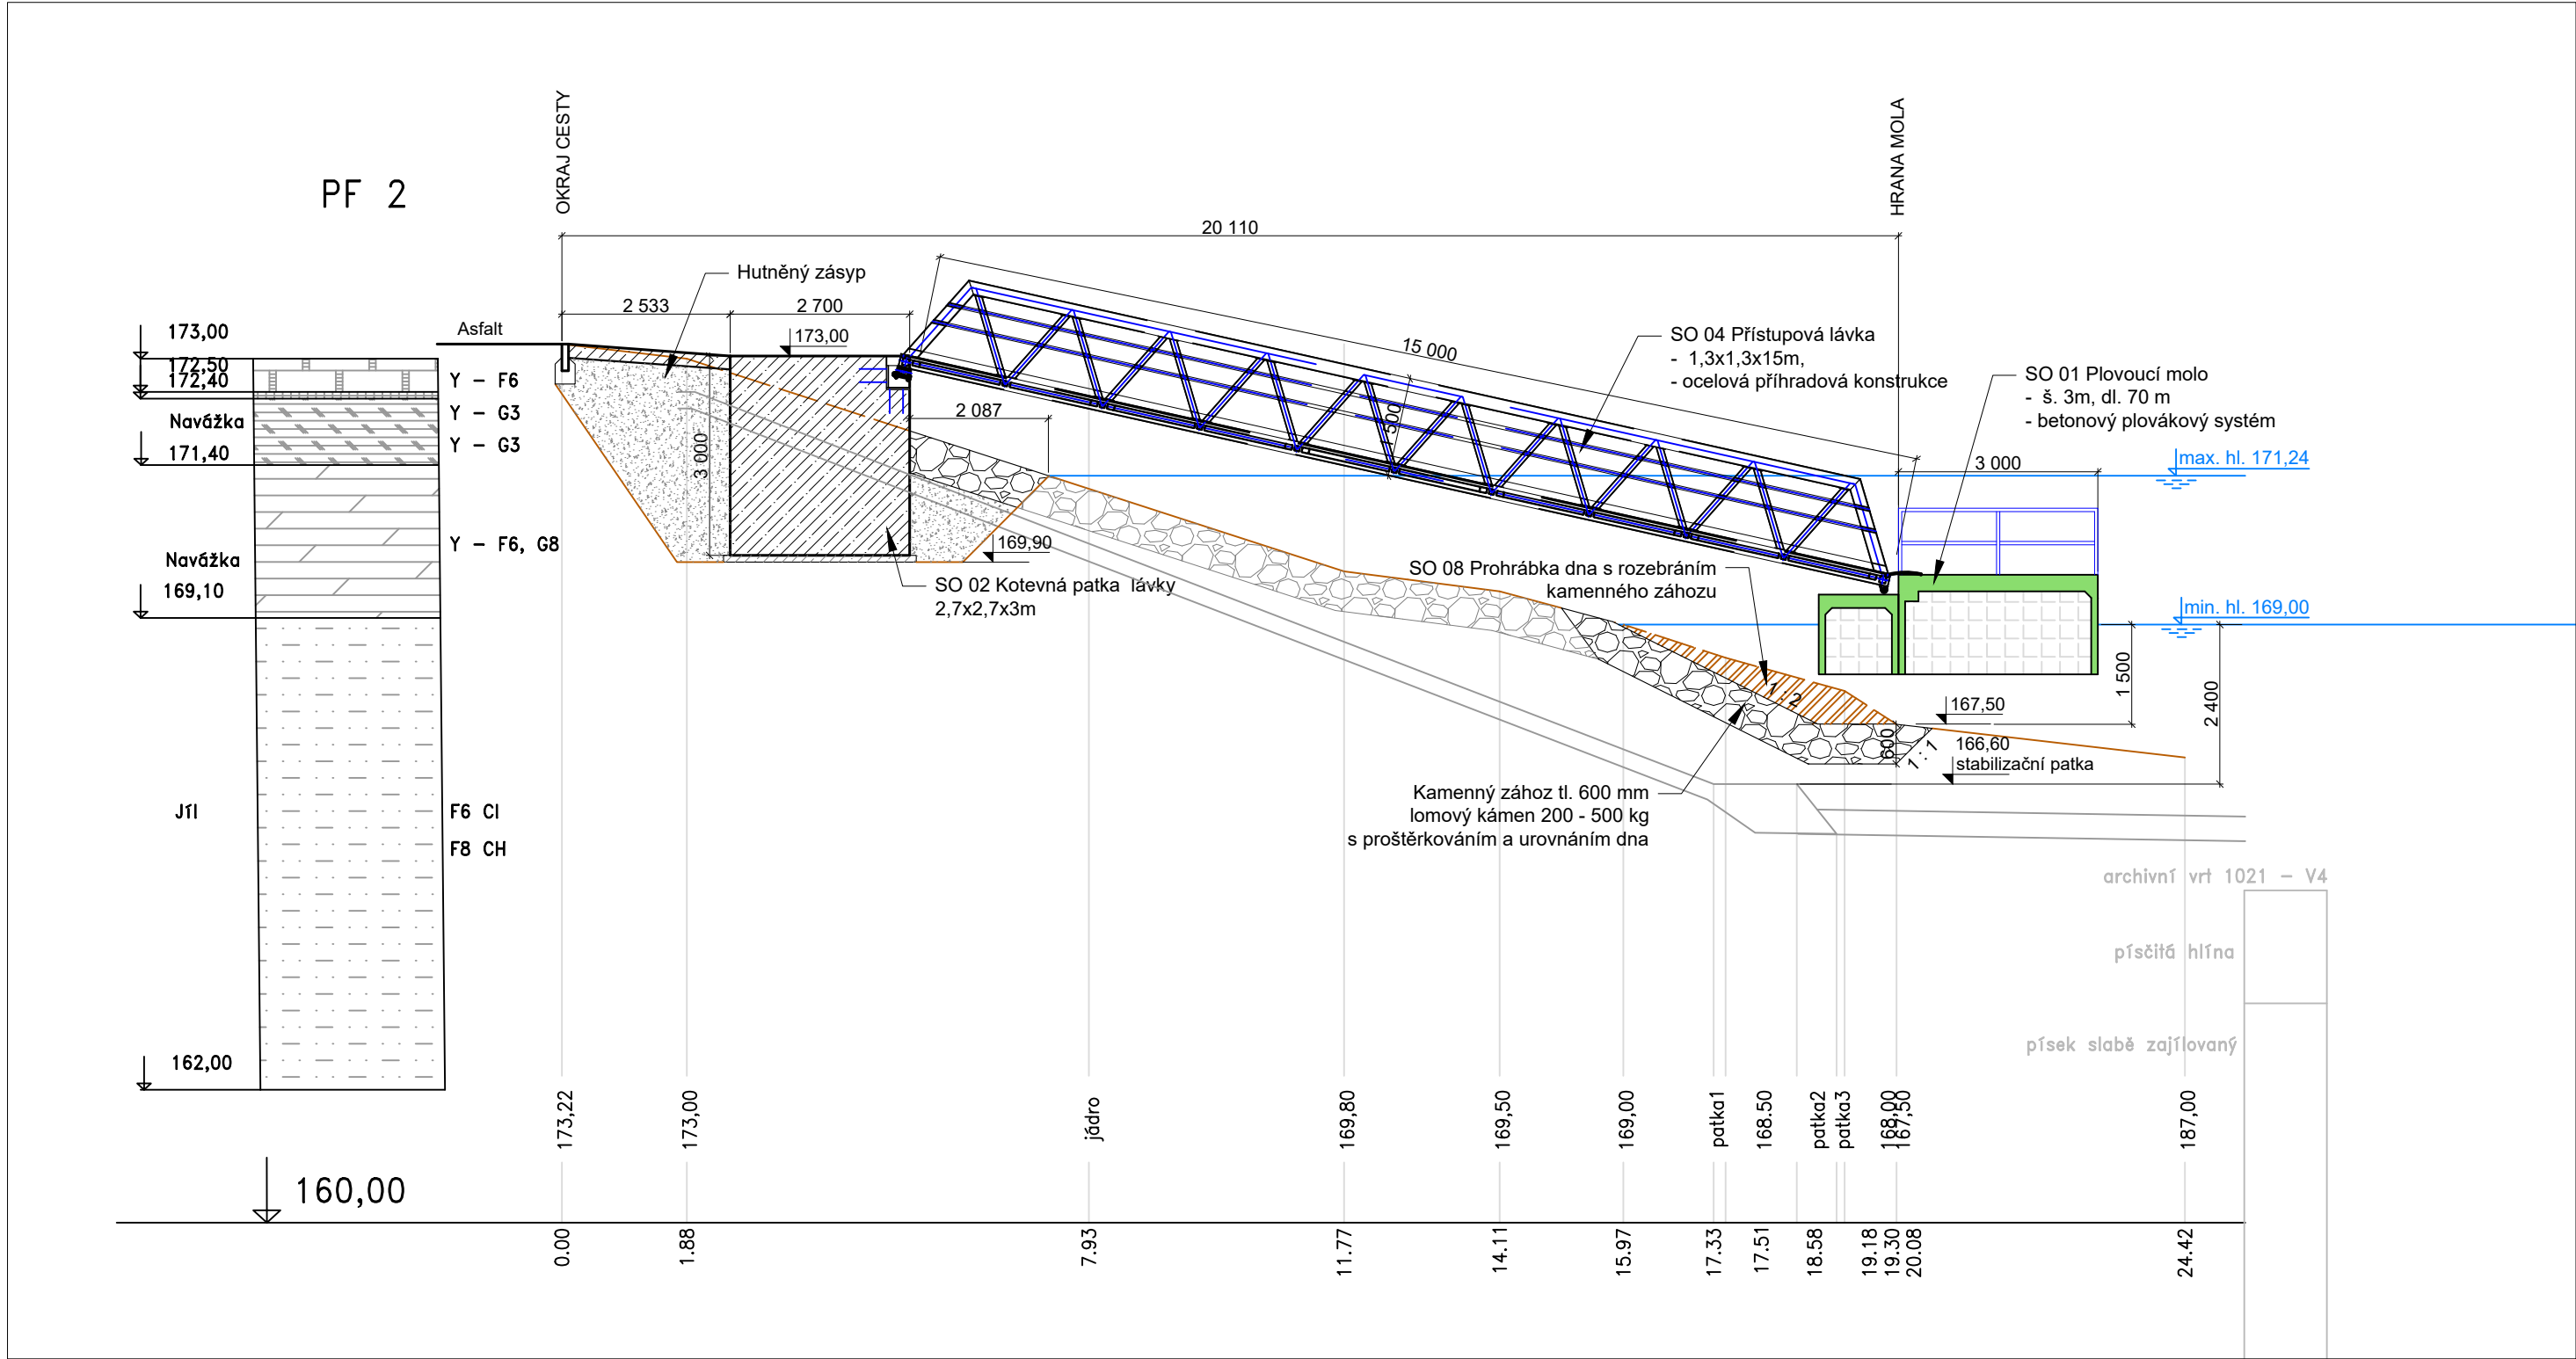 PF 2
OKRAJ CESTY
HRANA MOLA
20 110
Hutněný zásyp
2 533
2 700
173,00
Asfalt
15 000
1 500
2 087
3 000
169,90
SO 04 Přístupová lávka
- 1,3x1,3x15m,
- ocelová příhradová konstrukce
SO 01 Plovoucí molo
- š. 3m, dl. 70 m
- betonový plovákový systém
3 000
max. hl. 171,24
min. hl. 169,00
SO 02 Kotevná patka lávky
2,7x2,7x3m
SO 08 Prohrábka dna s rozebráním
kamenného záhozu
1 : 2
1 500
2 400
167,50
600
1 : 1
166,60
stabilizační patka
Kamenný zához tl. 600 mm
lomový kámen 200 - 500 kg
s proštěrkováním a urovnáním dna
173,00
172,50
172,40
Navážka
171,40
Navážka
169,10
Jíl
162,00
Y - F6
Y - G3
Y - G3
Y - F6, G8
F6 CI
F8 CH
archivní vrt 1021 - V4
písčitá hlína
písek slabě zajílovaný
173,22
173,00
jádro
169,80
169,50
169,00
patka1
168.50
patka2
patka3
168,00
167,50
187,00
160,00
0.00
1.88
7.93
11.77
14.11
15.97
17.33
17.51
18.58
19.18
19.30
20.08
24.42